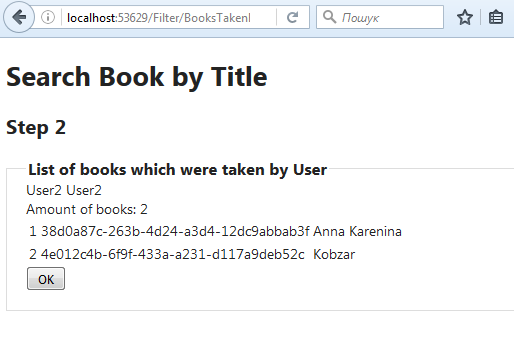 localhost:53629/Filter/BooksTaken
Пошук
Search Book by Title
Step 2
List of books which were taken by User
User2 User2
Amount of books: 2
1 38d0a87c-263b-4d24-a3d4-12dc9abbab3f Anna Karenina
2 4e012c4b-6f9f-433a-a231-d117a9deb52c Kobzar
OK